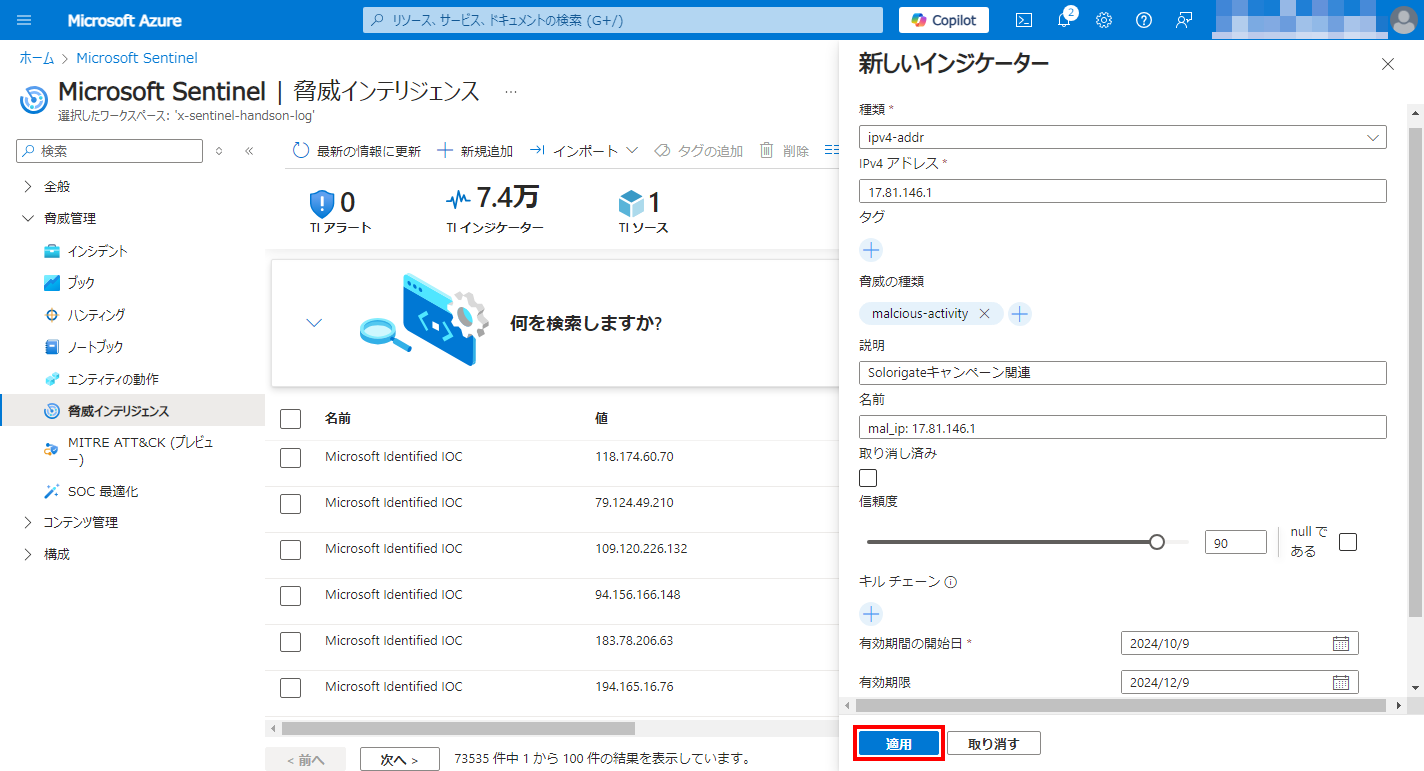 Microsoft Azure
リソース、サービス、ドキュメントの検索 (G+/)
Copilot
2
ホーム > Microsoft Sentinel
Microsoft Sentinel | 脅威インテリジェンス ...
選択したワークスペース: 'x-sentinel-handson-log'
検索
全般
脅威管理
インシデント
ブック
ハンティング
ノートブック
エンティティの動作
脅威インテリジェンス
MITRE ATT&CK (プレビュ
ー)
SOC 最適化
コンテンツ管理
構成
最新の情報に更新 新規追加 インポート タグの追加 削除
0
TI アラート
7.4万
TI インジケーター
1
TI ソース
何を検索しますか?
名前 値
Microsoft Identified IOC 118.174.60.70
Microsoft Identified IOC 79.124.49.210
Microsoft Identified IOC 109.120.226.132
Microsoft Identified IOC 94.156.166.148
Microsoft Identified IOC 183.78.206.63
Microsoft Identified IOC 194.165.16.76
< 前へ 次へ > 73535 件中 1 から 100 件の結果を表示しています。
新しいインジケーター
種類 *
ipv4-addr
IPv4 アドレス *
17.81.146.1
タグ
脅威の種類
malcious-activity
説明
Solorigateキャンペーン関連
名前
mal_ip: 17.81.146.1
取り消し済み
信頼度
90
null で
ある
キル チェーン
有効期間の開始日 * 2024/10/9
有効期限 2024/12/9
適用 取り消す